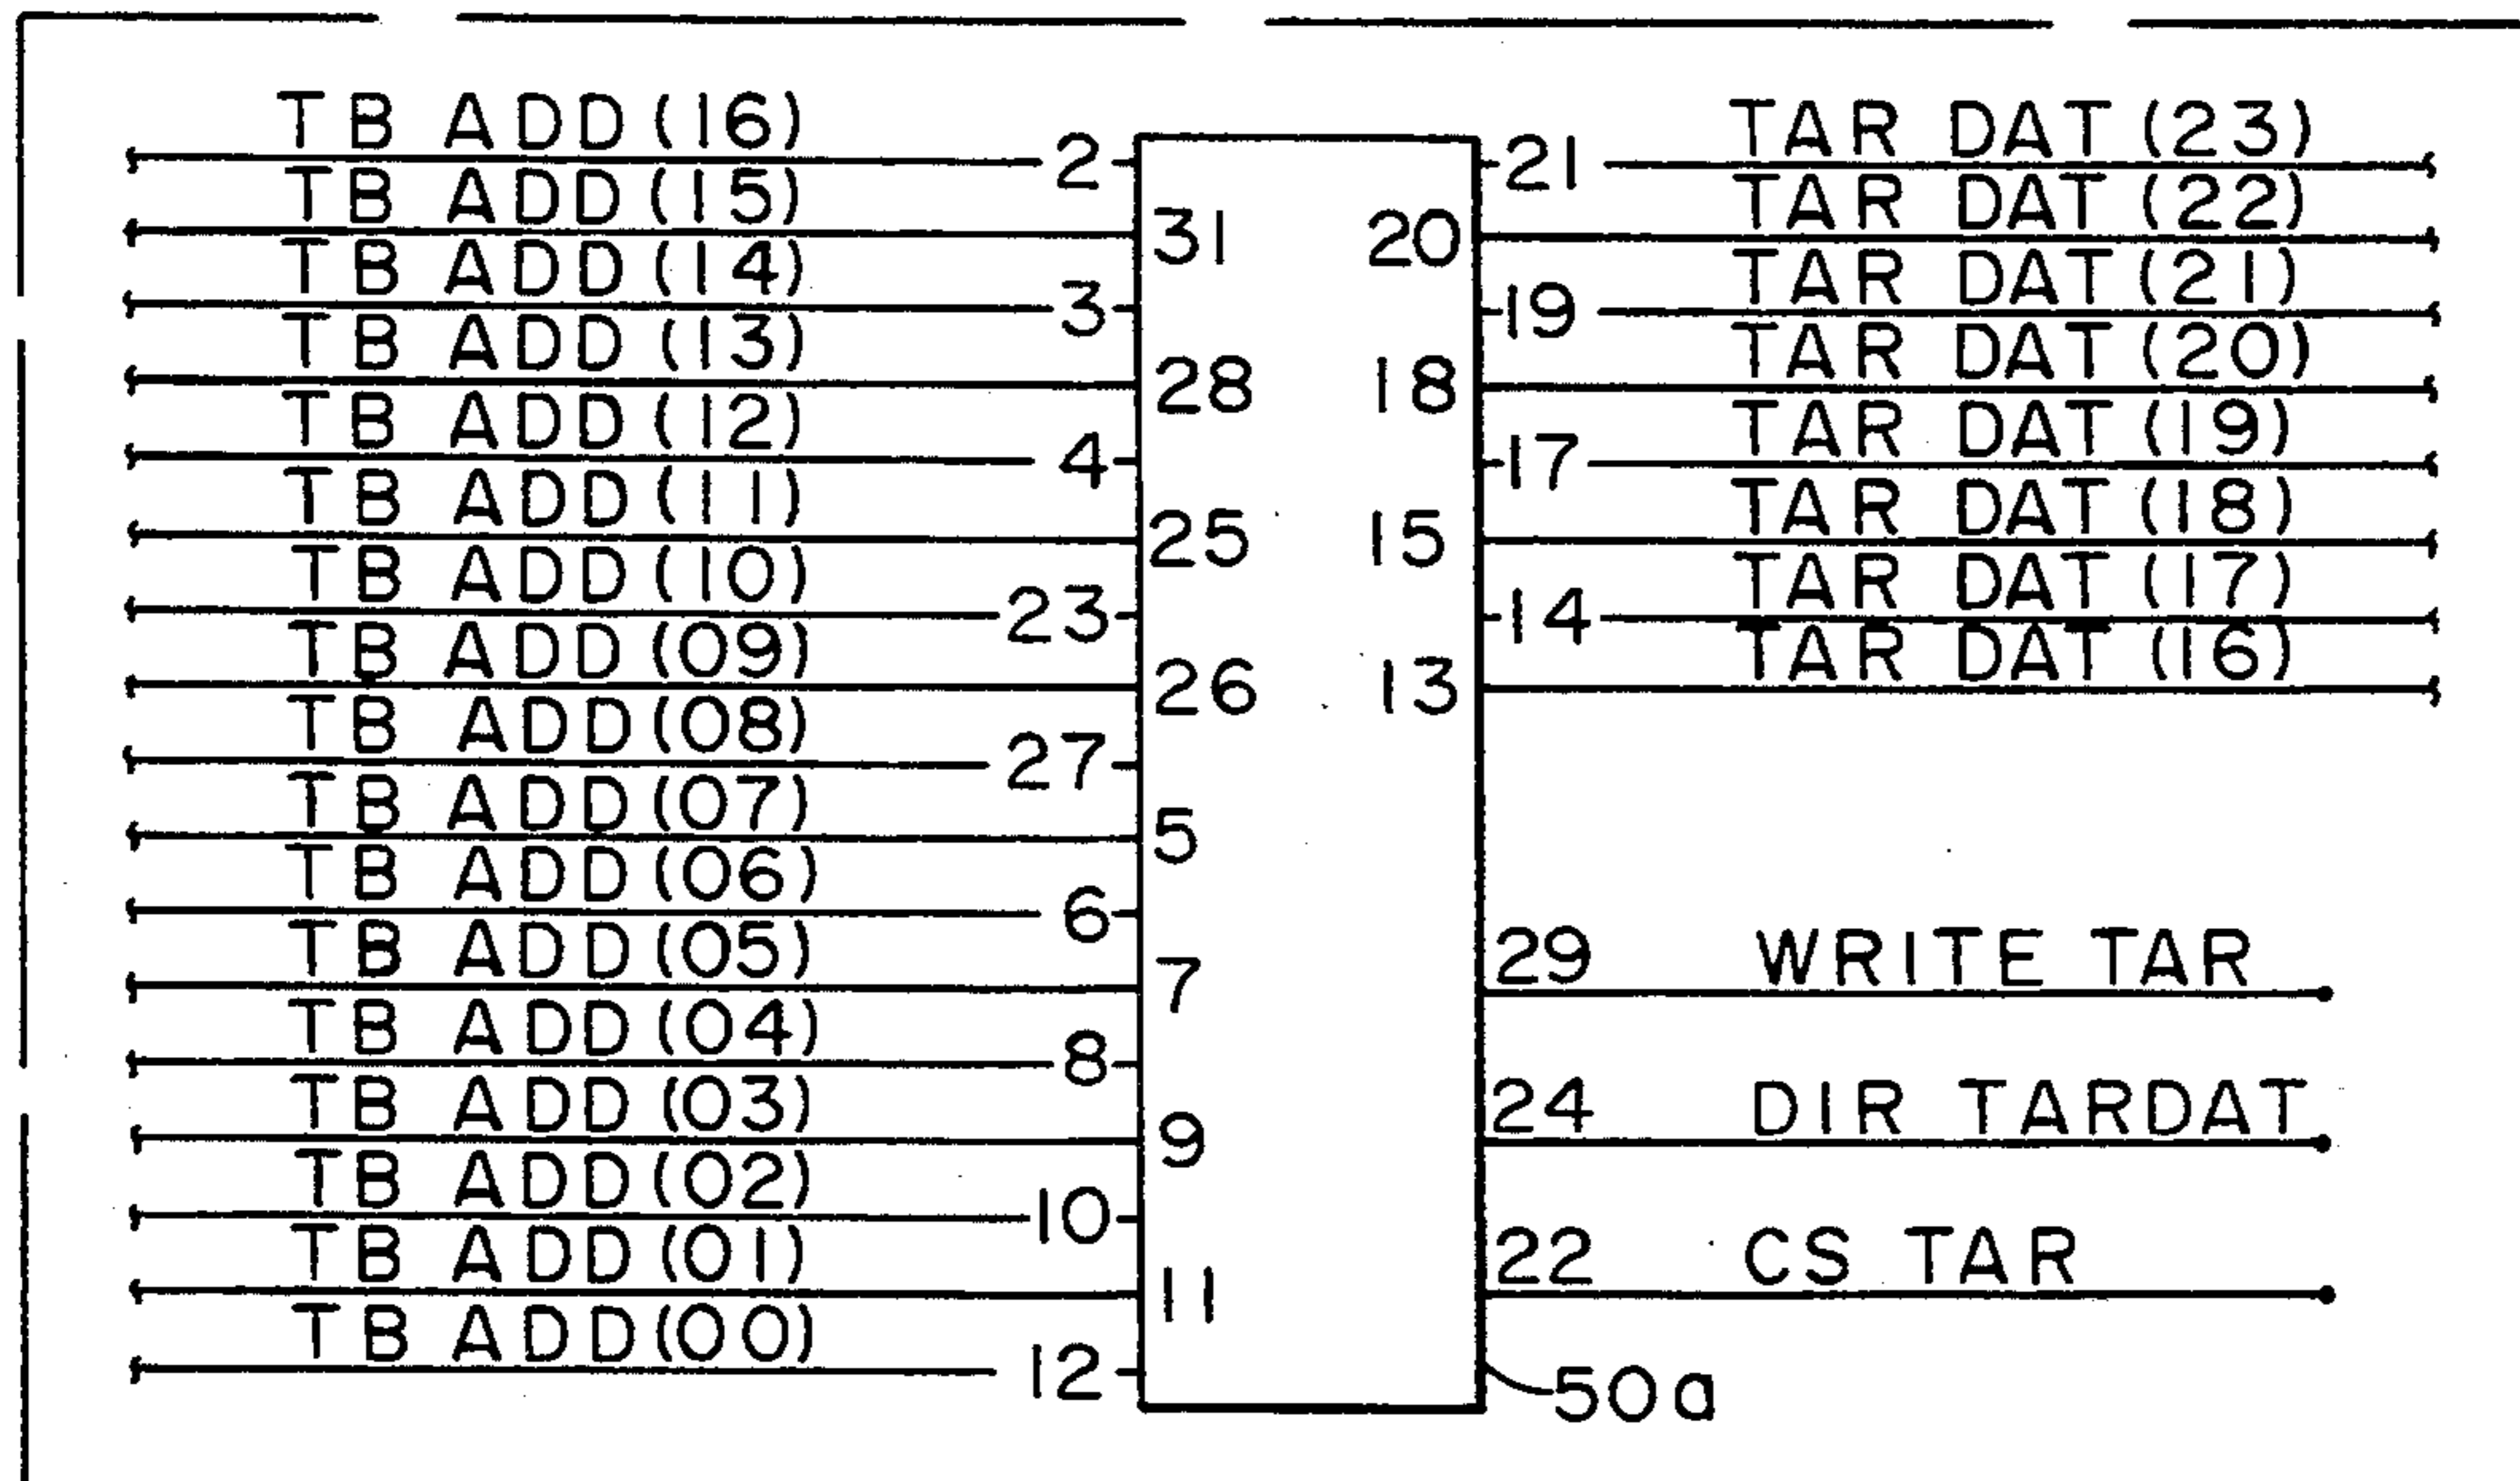 TB ADD(16) 2 21 TAR DAT(23)
TB ADD(15) 31 20 TAR DAT(22)
TB ADD(14) 3 19 TAR DAT(21)
TB ADD(13) 28 18 TAR DAT(20)
TB ADD(12) 4 17 TAR DAT(19)
TB ADD(11) 25 15 TAR DAT(18)
TB ADD(10) 23 14 TAR DAT(17)
TB ADD(09) 26 13 TAR DAT(16)
TB ADD(08) 27
TB ADD(07) 5
TB ADD(06) 6
TB ADD(05) 7 29 WRITE TAR
TB ADD(04) 8
TB ADD(03) 9 24 DIR TARDAT
TB ADD(02) 10
TB ADD(01) 11 22 CS TAR
TB ADD(00) 12
50a